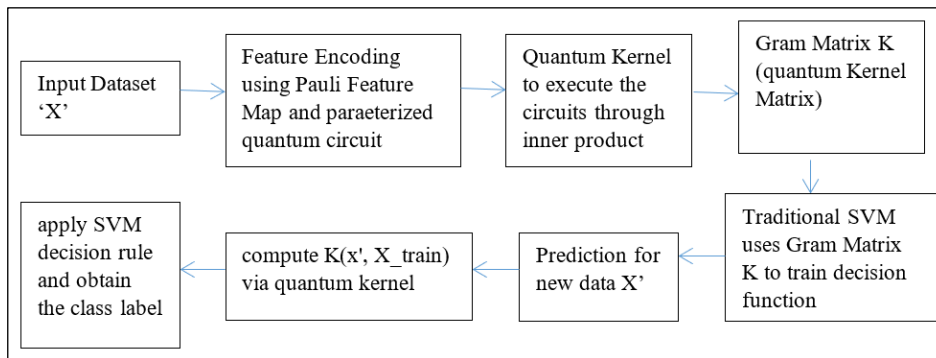 Input Dataset
‘X’
Feature Encoding
using Pauli Feature
Map and paraeterized
quantum circuit
Quantum Kernel
to execute the
circuits through
inner product
Gram Matrix K
(quantum Kernel
Matrix)
Traditional SVM
uses Gram Matrix
K to train decision
function
Prediction for
new data X’
compute K(x', X_train)
via quantum kernel
apply SVM
decision rule
and obtain
the class label